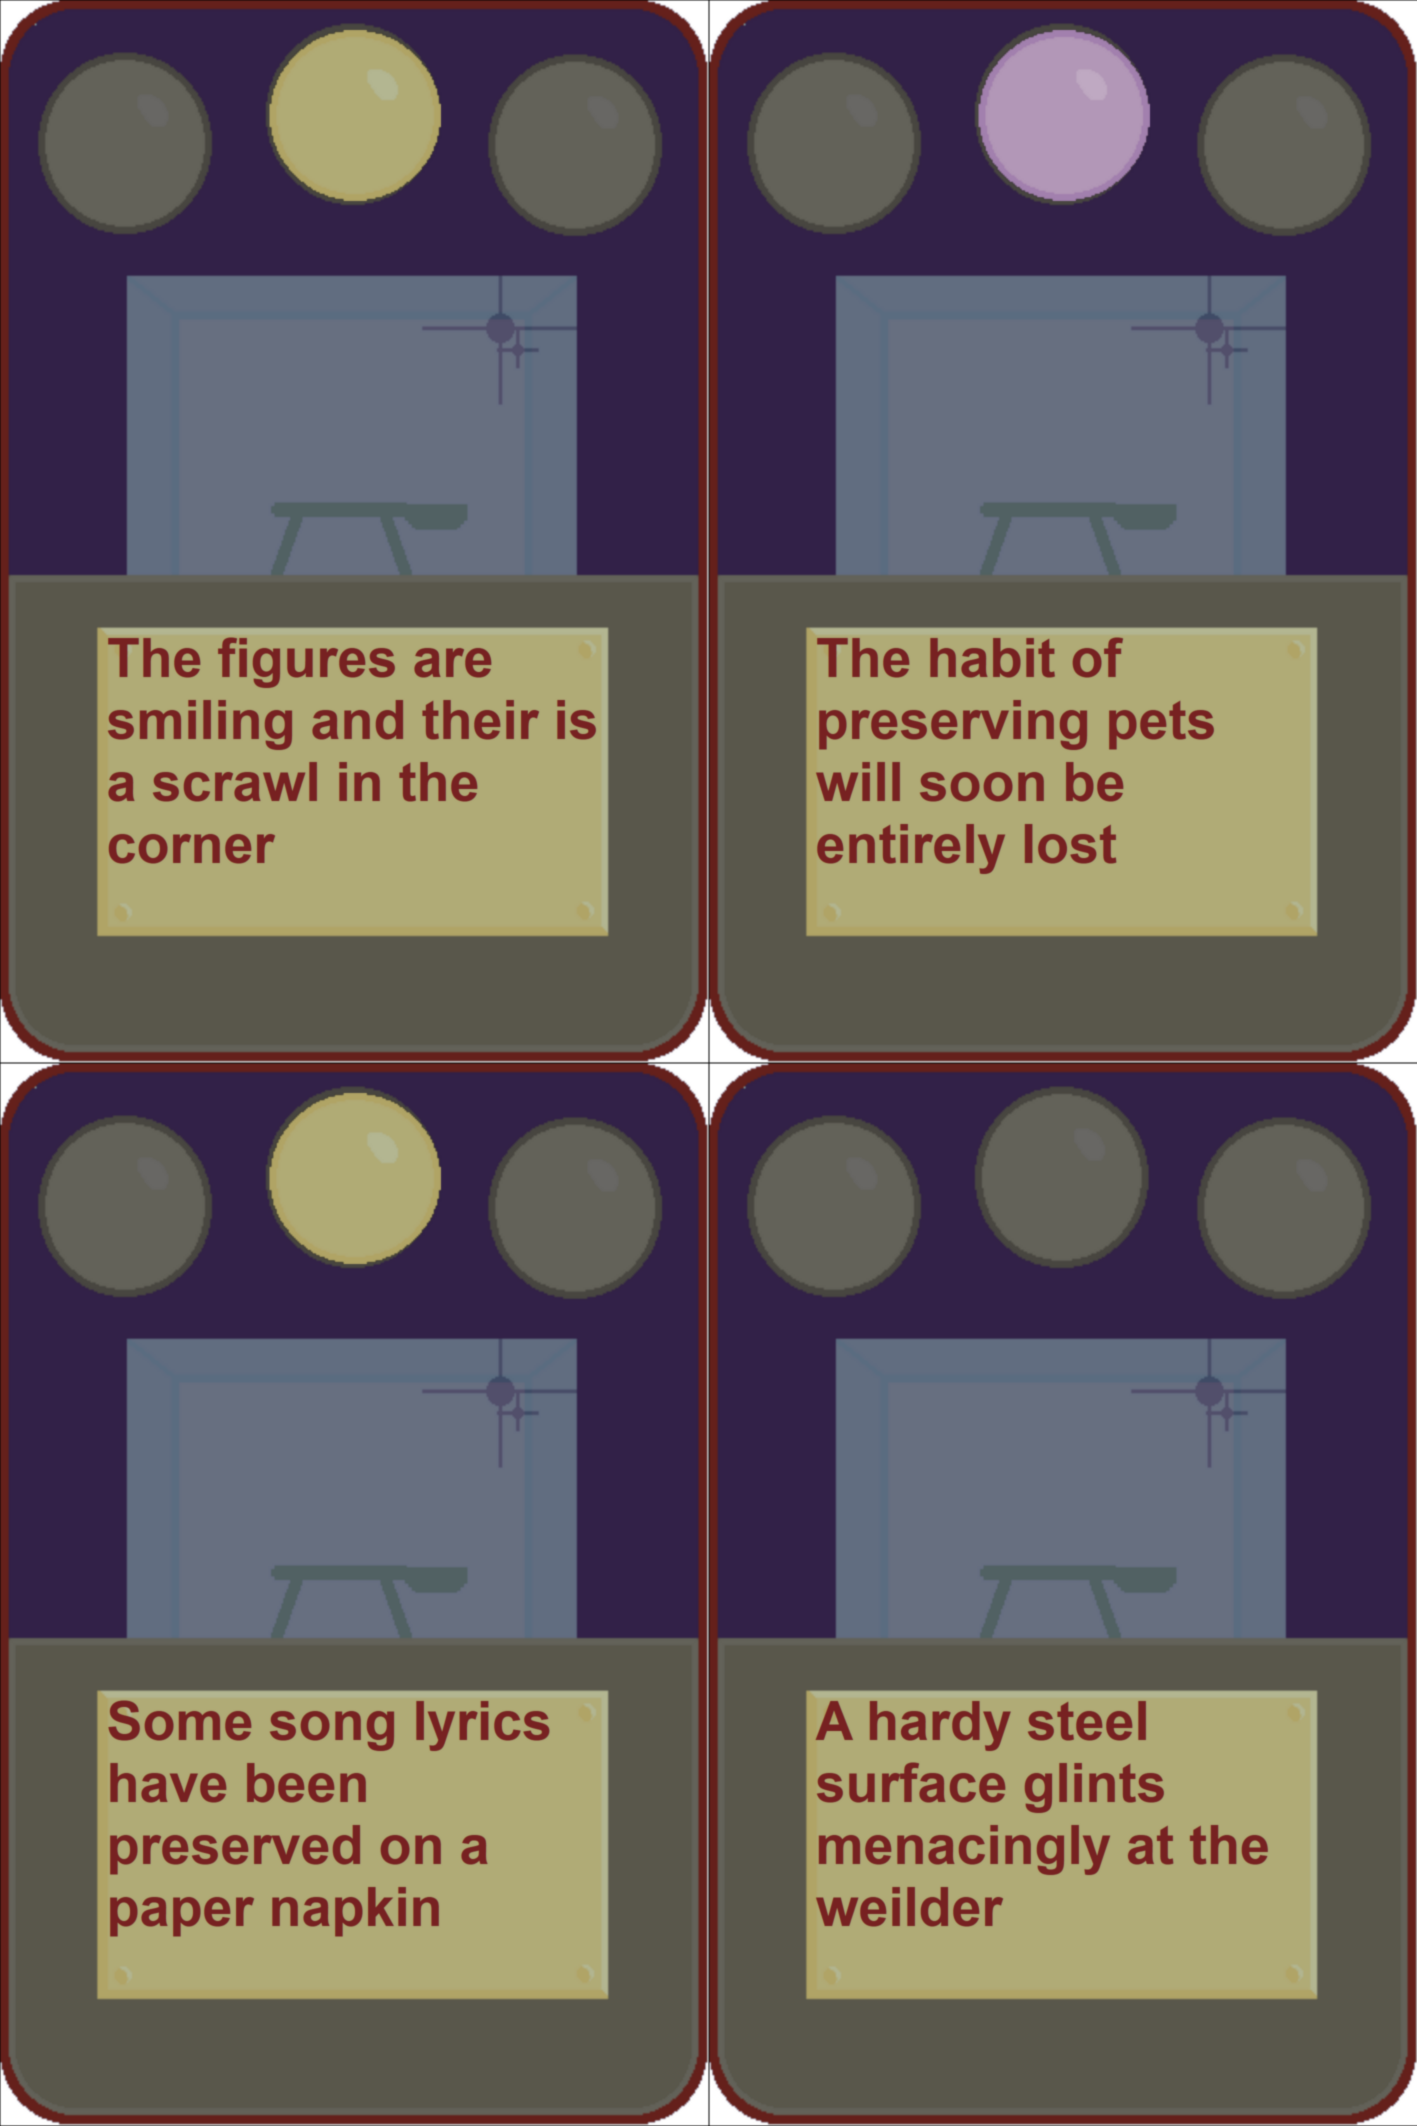 The figures are
smiling and their is
a scrawl in the
corner
The habit of
preserving pets
will soon be
entirely lost
Some song lyrics
have been
preserved on a
paper napkin
A hardy steel
surface glints
menacingly at the
weilder